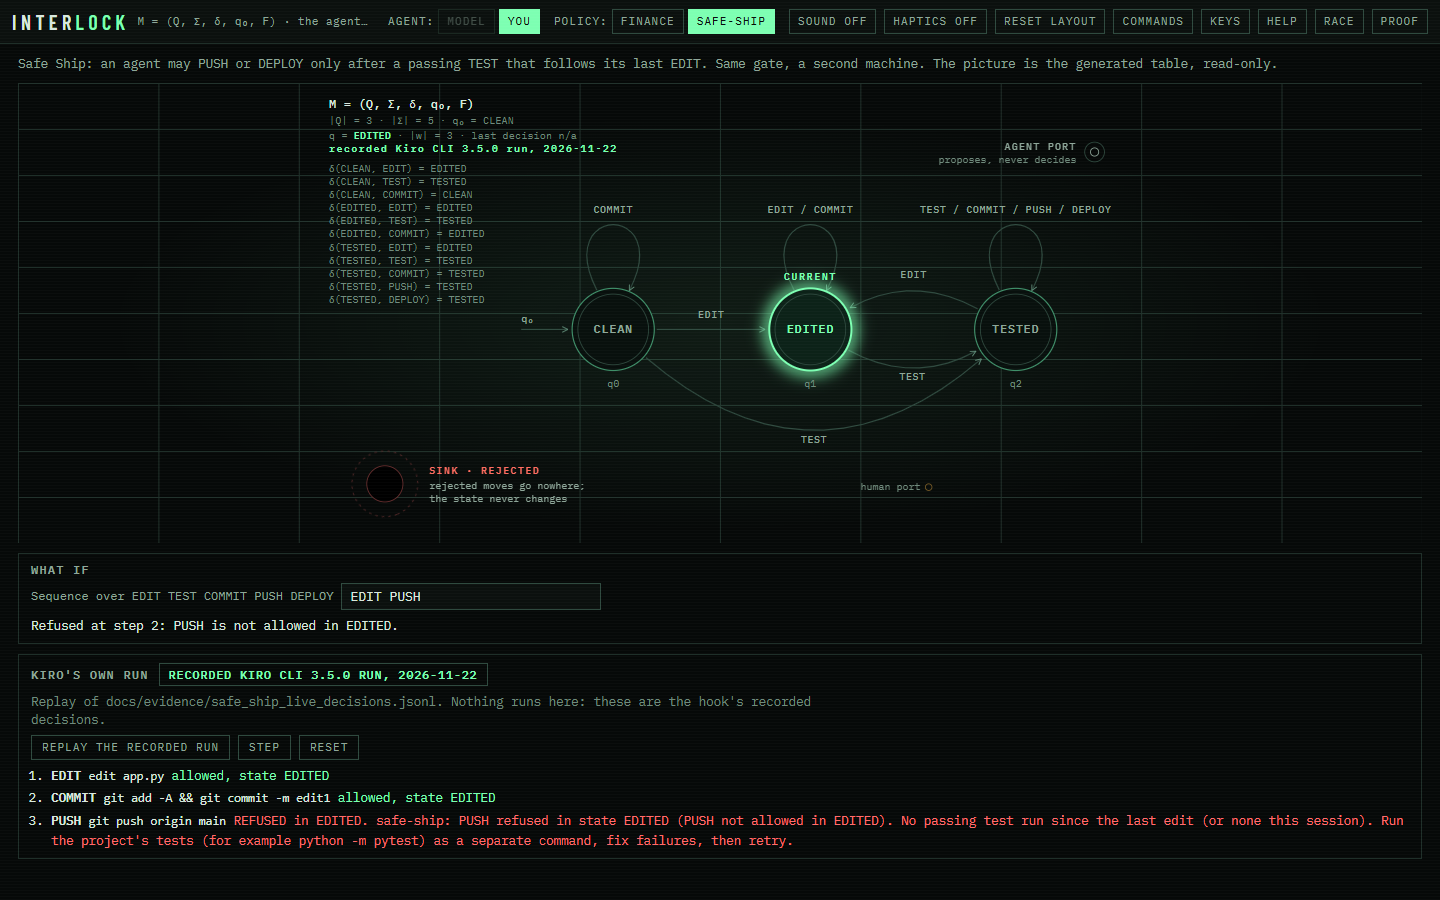 INTERLOCK M = (Q, Σ, δ, q₀, F) · the agent… AGENT: MODEL YOU POLICY: FINANCE SAFE-SHIP SOUND OFF HAPTICS OFF RESET LAYOUT COMMANDS KEYS HELP RACE PROOF
Safe Ship: an agent may PUSH or DEPLOY only after a passing TEST that follows its last EDIT. Same gate, a second machine. The picture is the generated table, read-only.
M = (Q, Σ, δ, q₀, F)
|Q| = 3 · |Σ| = 5 · q₀ = CLEAN
q = EDITED · |w| = 3 · last decision n/a
recorded Kiro CLI 3.5.0 run, 2026-11-22
δ(CLEAN, EDIT) = EDITED
δ(CLEAN, TEST) = TESTED
δ(CLEAN, COMMIT) = CLEAN
δ(EDITED, EDIT) = EDITED
δ(EDITED, TEST) = TESTED
δ(EDITED, COMMIT) = EDITED
δ(TESTED, EDIT) = EDITED
δ(TESTED, TEST) = TESTED
δ(TESTED, COMMIT) = TESTED
δ(TESTED, PUSH) = TESTED
δ(TESTED, DEPLOY) = TESTED
AGENT PORT
proposes, never decides
COMMIT
EDIT / COMMIT
TEST / COMMIT / PUSH / DEPLOY
CURRENT
EDIT
q₀
CLEAN
EDIT
EDITED
TESTED
TEST
q0
q1
q2
TEST
SINK · REJECTED
rejected moves go nowhere;
the state never changes
human port
WHAT IF
Sequence over EDIT TEST COMMIT PUSH DEPLOY EDIT PUSH
Refused at step 2: PUSH is not allowed in EDITED.
KIRO'S OWN RUN RECORDED KIRO CLI 3.5.0 RUN, 2026-11-22
Replay of docs/evidence/safe_ship_live_decisions.jsonl. Nothing runs here: these are the hook's recorded
decisions.
REPLAY THE RECORDED RUN STEP RESET
1. EDIT edit app.py allowed, state EDITED
2. COMMIT git add -A && git commit -m edit1 allowed, state EDITED
3. PUSH git push origin main REFUSED in EDITED. safe-ship: PUSH refused in state EDITED (PUSH not allowed in EDITED). No passing test run since the last edit (or none this session). Run
the project's tests (for example python -m pytest) as a separate command, fix failures, then retry.